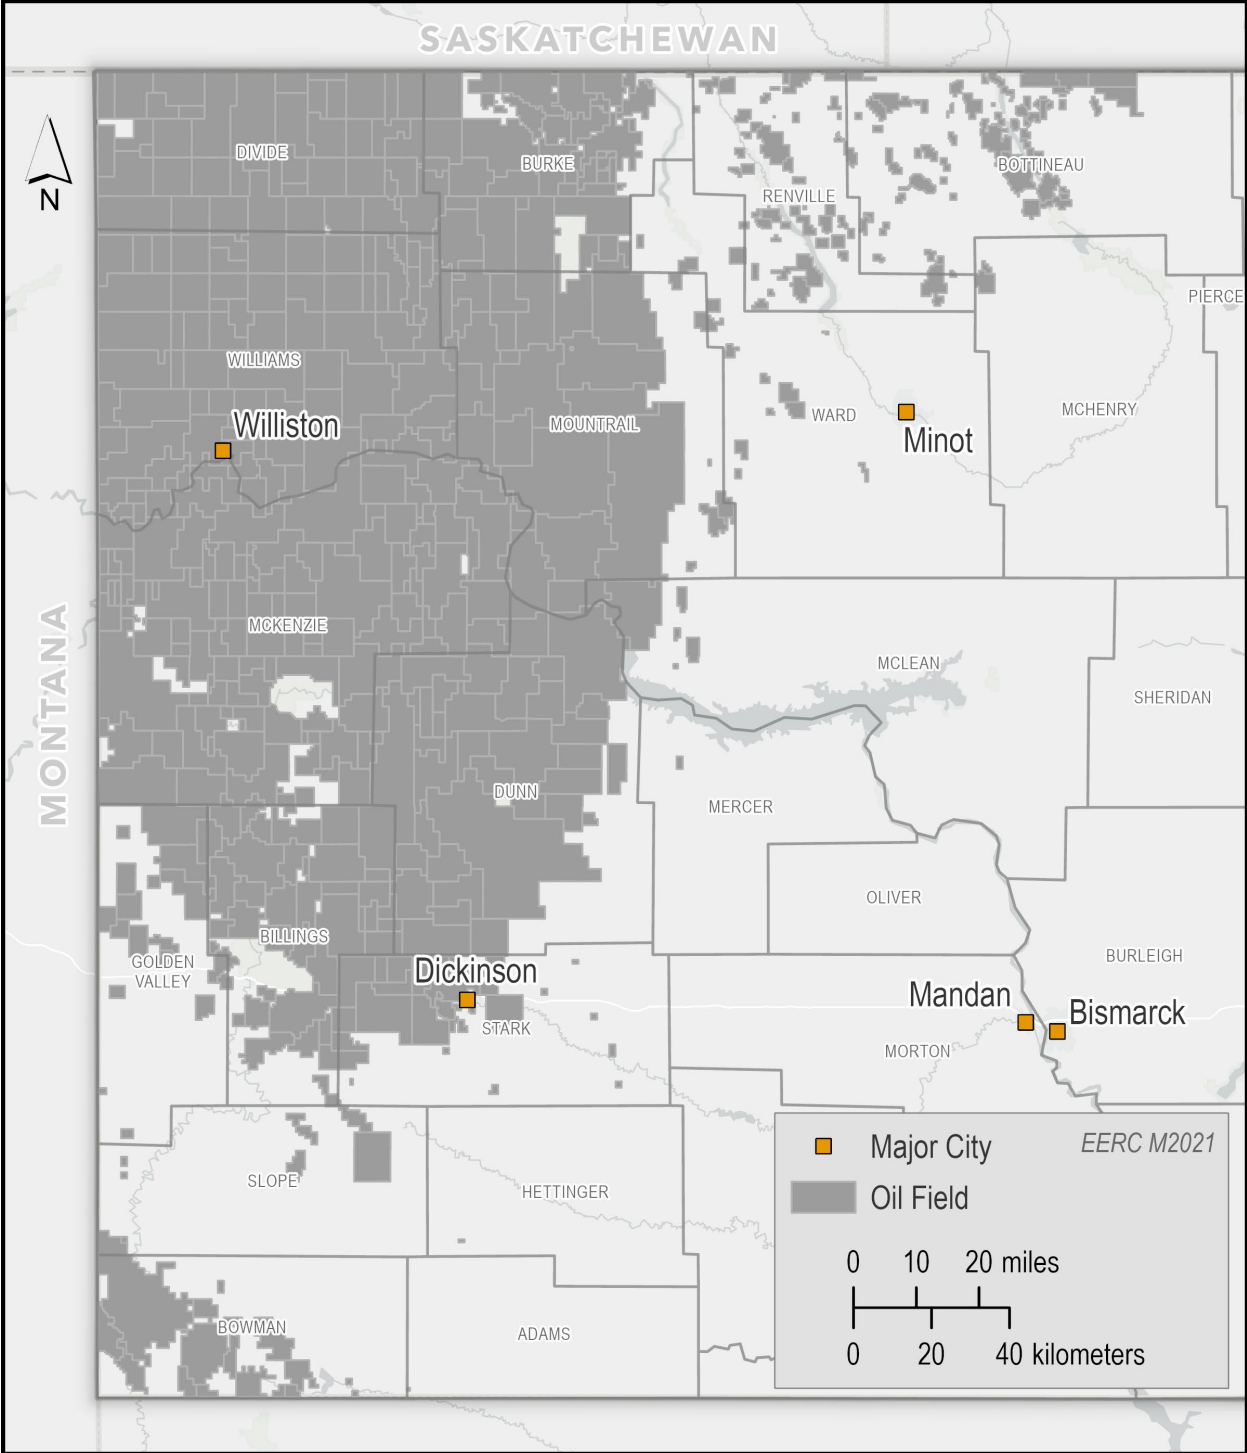 SASKATCHEWAN
N
DIVIDE
BURKE
RENVILLE
BOTTINEAU
PIERCE
WILLIAMS
Williston
MOUNTRAIL
WARD
Minot
MCHENRY
MONTANA
MCKENZIE
MCLEAN
SHERIDAN
DUNN
MERCER
OLIVER
BILLINGS
GOLDEN
VALLEY
Dickinson
STARK
BURLEIGH
Mandan
Bismarck
MORTON
SLOPE
HETTINGER
BOWMAN
ADAMS
EERC M2021
Major City
Oil Field
0 10 20 miles
0 20 40 kilometers